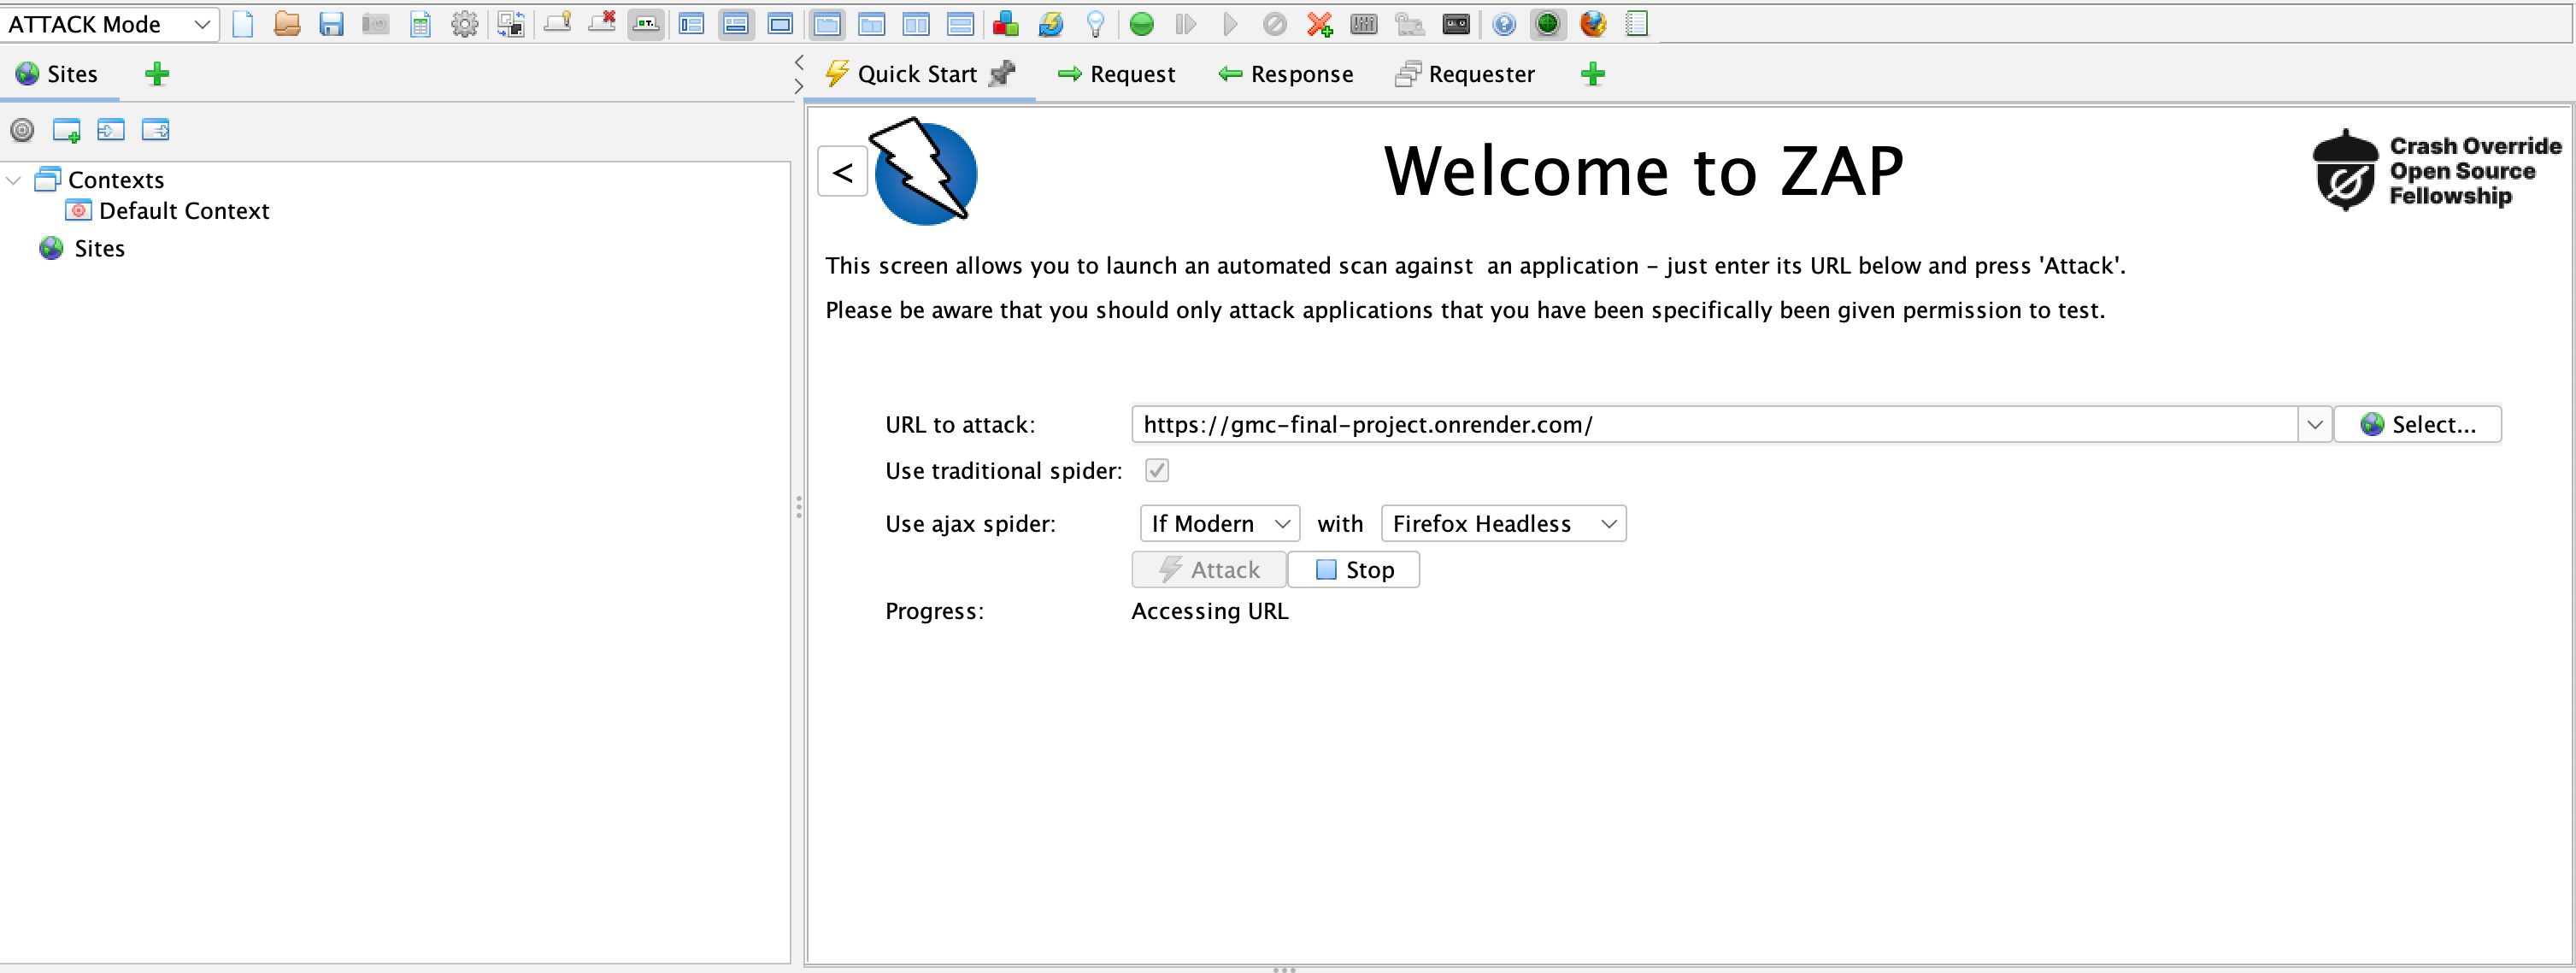 ATTACK Mode
Sites
Quick Start
Request
Response
Requester
<
Welcome to ZAP
Crash Override
Open Source
Fellowship
Contexts
Default Context
Sites
This screen allows you to launch an automated scan against  an application - just enter its URL below and press 'Attack'.
Please be aware that you should only attack applications that you have been specifically been given permission to test.
URL to attack:
https://gmc-final-project.onrender.com/
Select...
Use traditional spider:
Use ajax spider:
If Modern
with
Firefox Headless
Attack
Stop
Progress:
Accessing URL